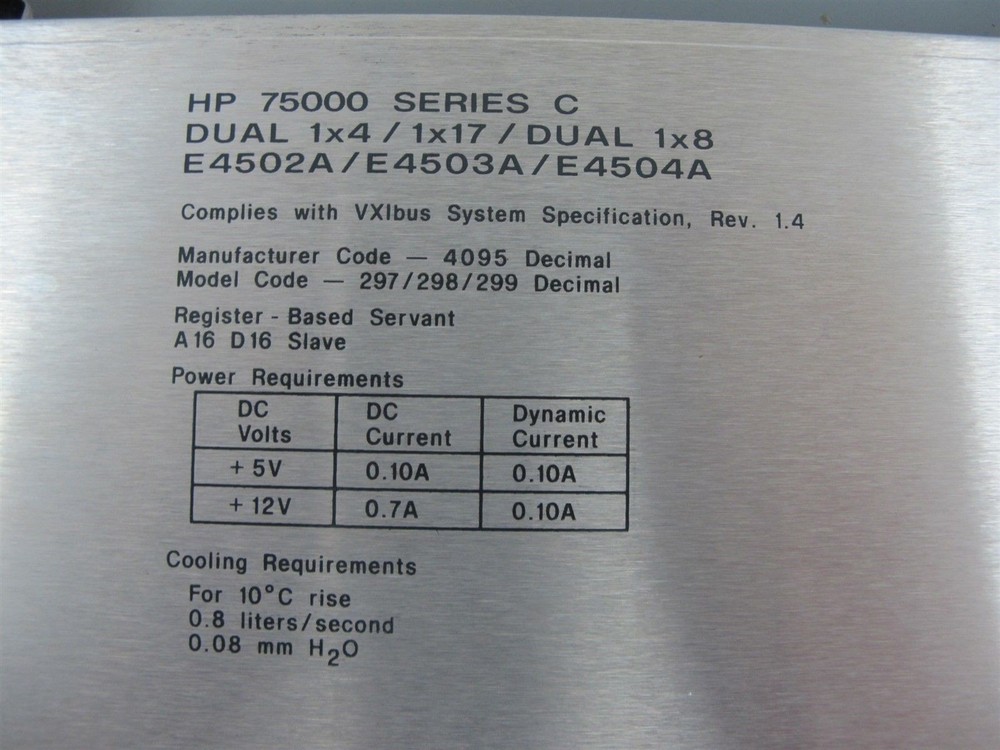 HP 75000 SERIES C
DUAL 1x4 / 1x17 / DUAL 1x8
E4502A/E4503A/E4504A
Complies with VXIbus System Specification, Rev. 1.4
Manufacturer Code — 4095 Decimal
Model Code — 297/298/299 Decimal
Register - Based Servant
A16 D16 Slave
Power Requirements
DC Volts DC Current Dynamic Current
+ 5V 0.10A 0.10A
+ 12V 0.7A 0.10A
Cooling Requirements
For 10°C rise
0.8 liters/second
0.08 mm H₂O